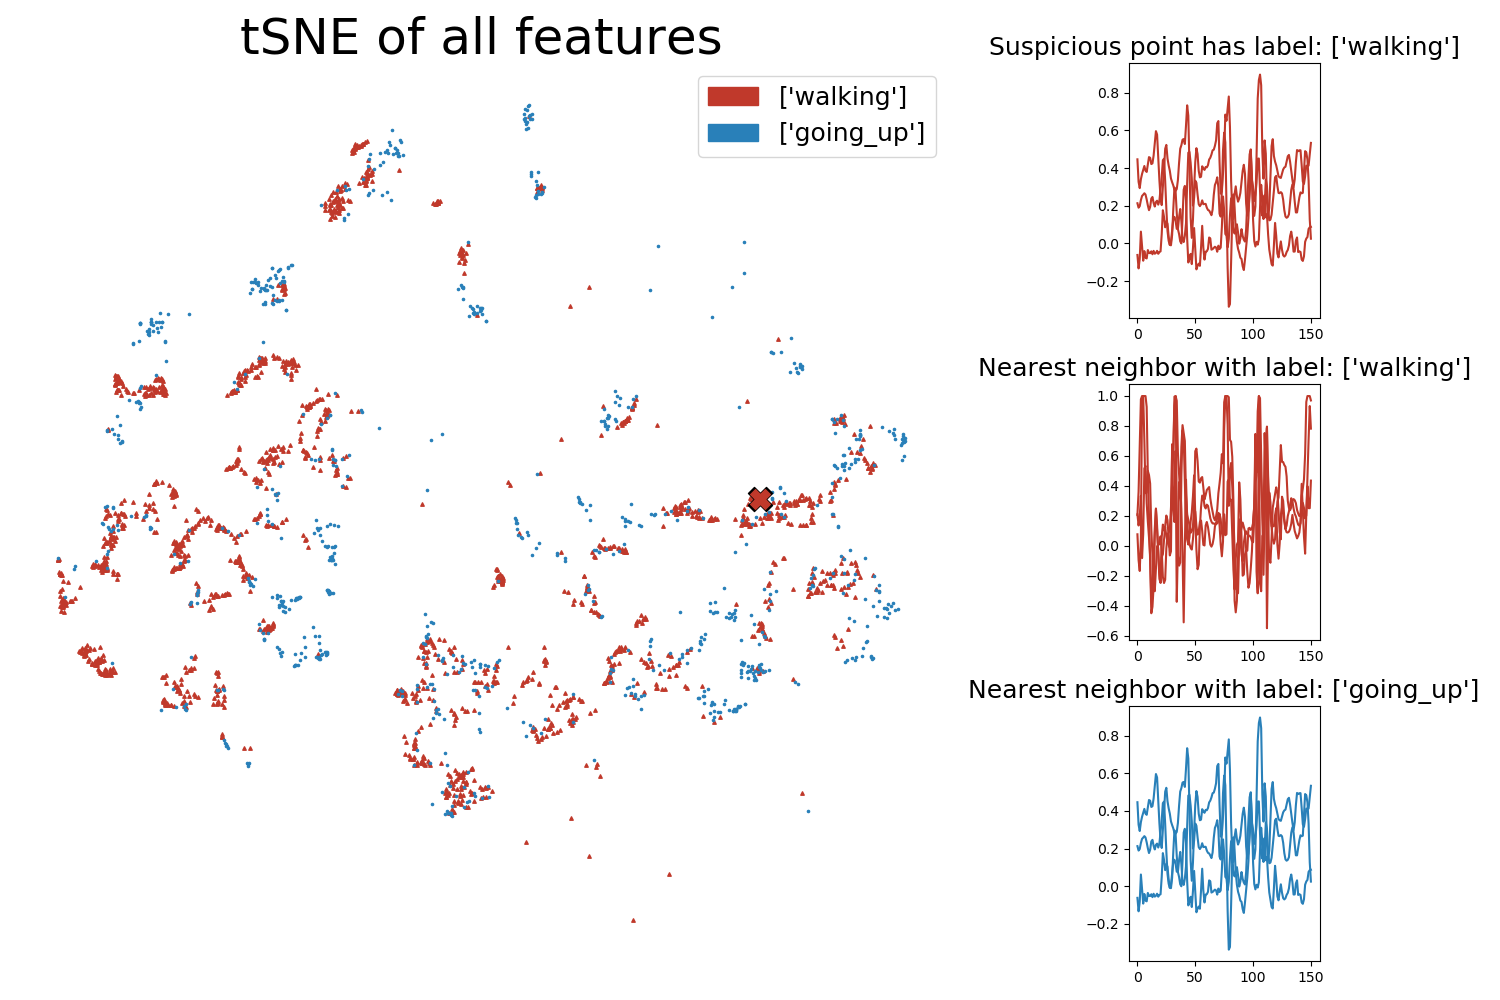 tSNE of all features
['walking']
['going_up']
Suspicious point has label: ['walking']
0.8
0.6
0.4
0.2
0.0
−0.2
0 50 100 150
Nearest neighbor with label: ['walking']
1.0
0.8
0.6
0.4
0.2
0.0
−0.2
−0.4
−0.6
0 50 100 150
Nearest neighbor with label: ['going_up']
0.8
0.6
0.4
0.2
0.0
−0.2
0 50 100 150